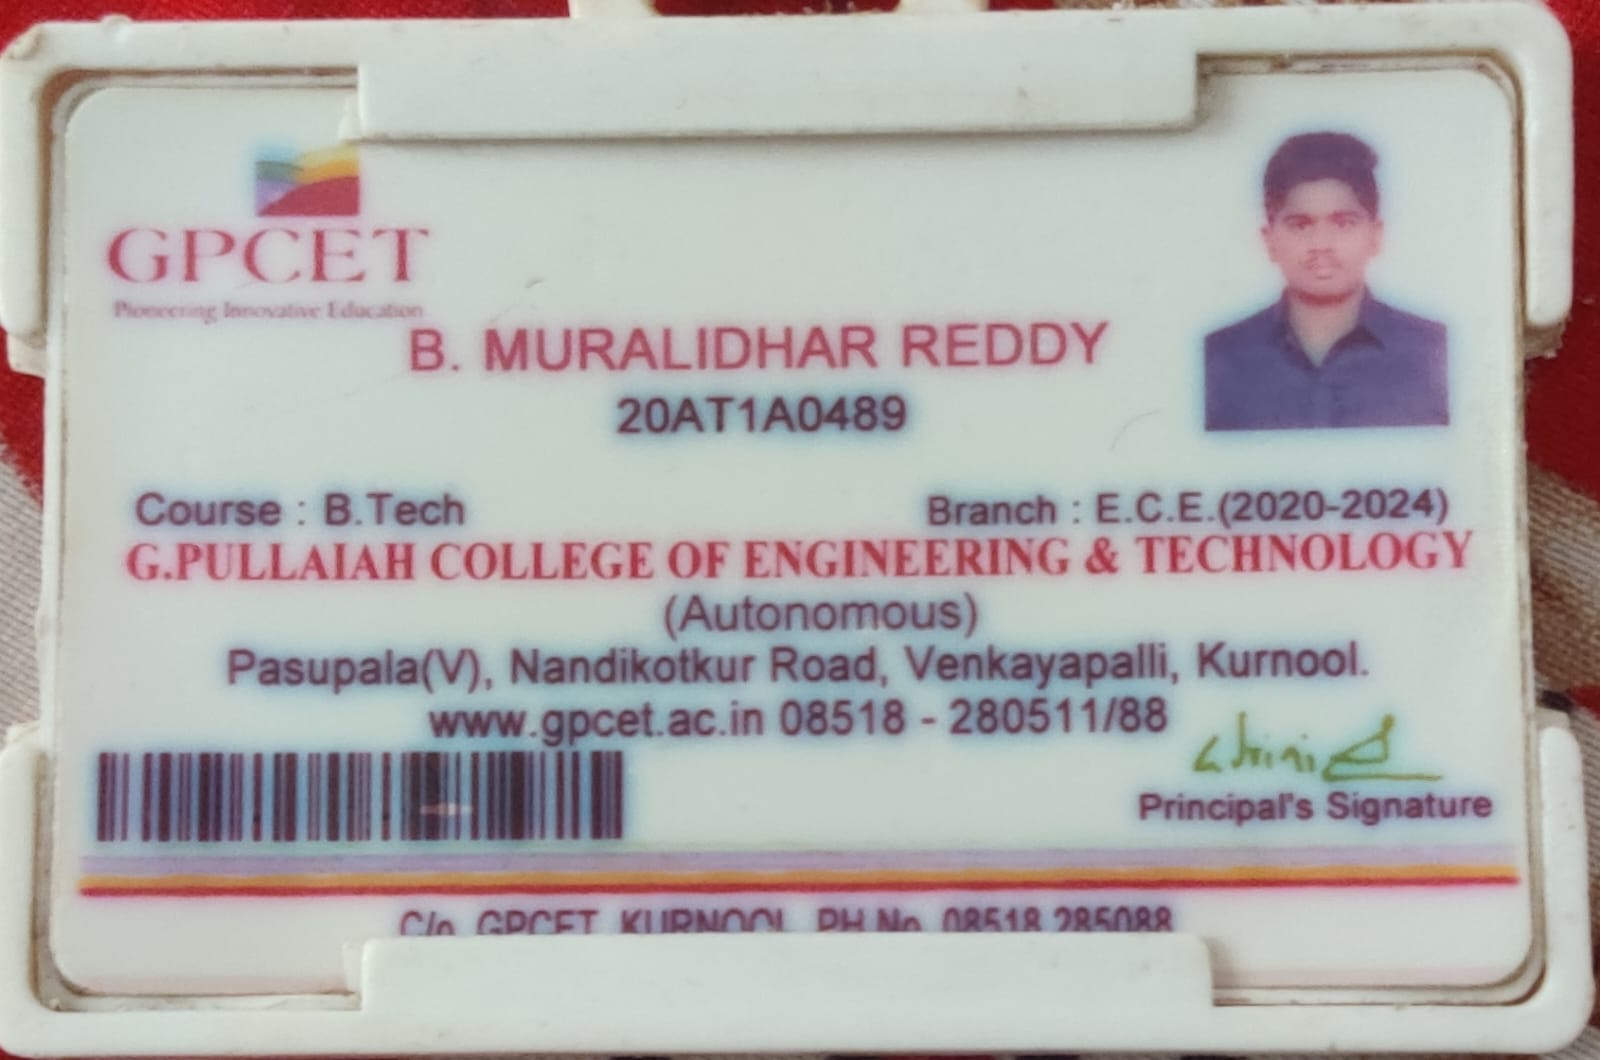 GPCET
Pioneering Innovative Education
B. MURALIDHAR REDDY
20AT1A0489
Course : B.Tech
Branch : E.C.E.(2020-2024)
G.PULLAIAH COLLEGE OF ENGINEERING & TECHNOLOGY
(Autonomous)
Pasupala(V), Nandikotkur Road, Venkayapalli, Kurnool.
www.gpcet.ac.in 08518 - 280511/88
Principal's Signature
C/o. GPCET, KURNOOL. PH.No. 08518 285088